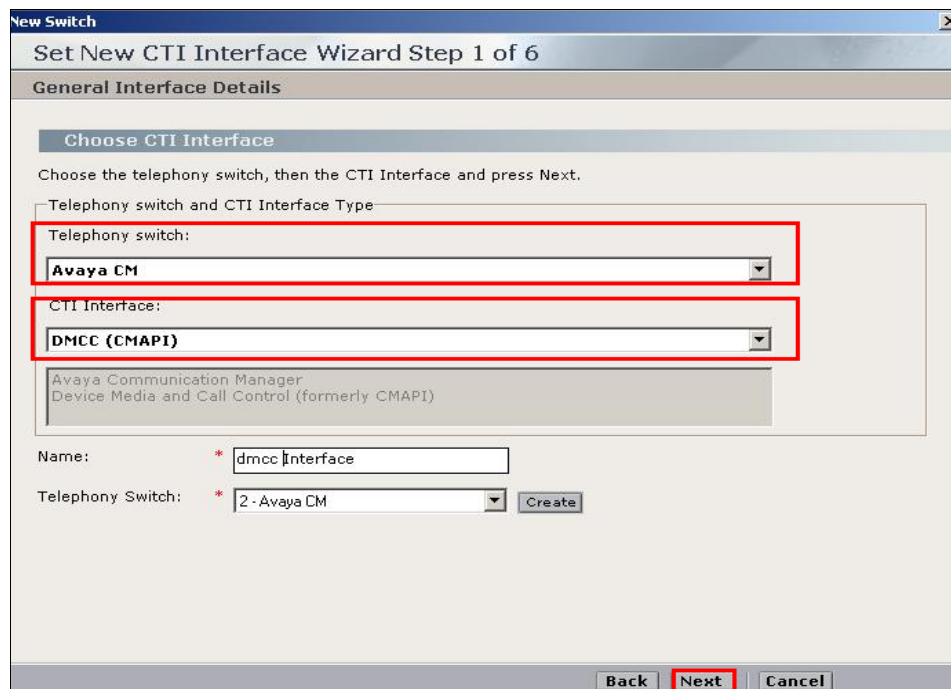 New Switch
Set New CTI Interface Wizard Step 1 of 6
General Interface Details
Choose CTI Interface
Choose the telephony switch, then the CTI Interface and press Next.
Telephony switch and CTI Interface Type
Telephony switch:
Avaya CM
CTI Interface:
DMCC (CMAPI)
Avaya Communication Manager
Device Media and Call Control (formerly CMAPI)
Name: * dmcc Interface
Telephony Switch: * 2 - Avaya CM Create
Back Next Cancel